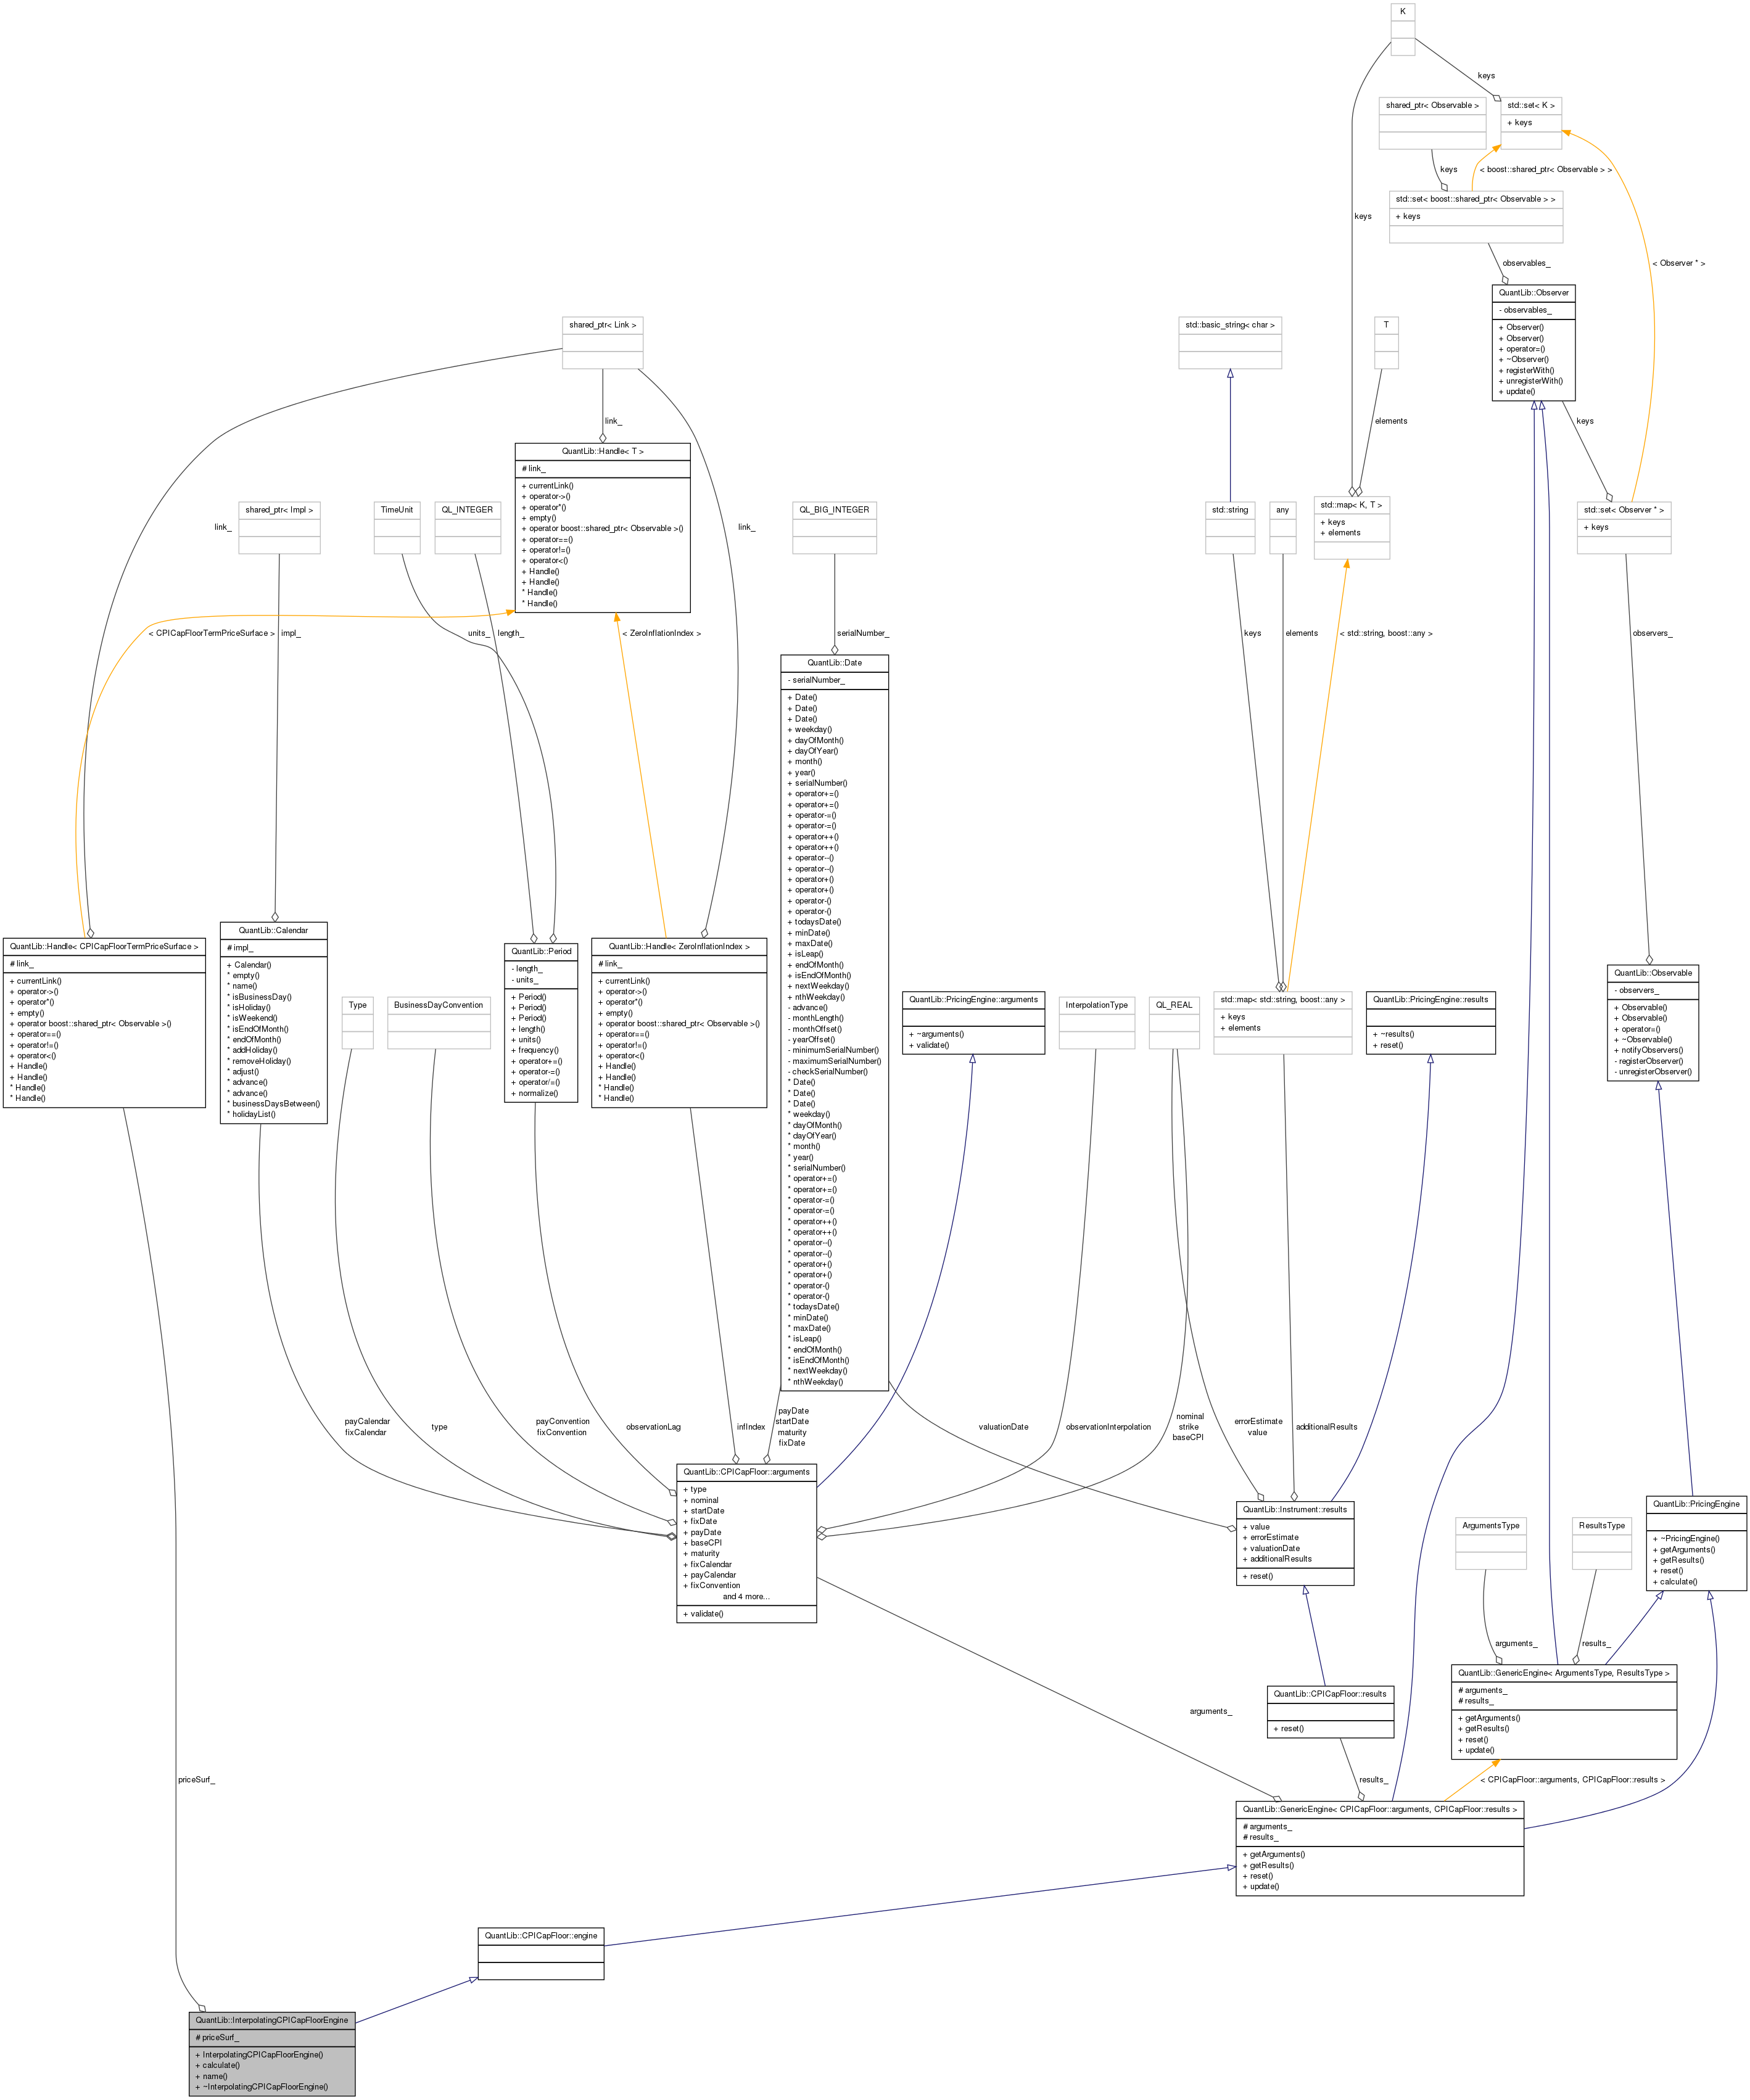 K
keys
shared_ptr< Observable >
std::set< K >
+ keys
keys
< boost::shared_ptr< Observable > >
std::set< boost::shared_ptr< Observable > >
+ keys
keys
observables_
< Observer * >
QuantLib::Observer
- observables_
+ Observer()
+ Observer()
+ operator=()
+ ~Observer()
+ registerWith()
+ unregisterWith()
+ update()
shared_ptr< Link >
std::basic_string< char >
T
link_
elements
keys
QuantLib::Handle< T >
# link_
+ currentLink()
+ operator->()
+ operator*()
+ empty()
+ operator boost::shared_ptr< Observable >()
+ operator==()
+ operator!=()
+ operator<()
+ Handle()
+ Handle()
* Handle()
* Handle()
shared_ptr< Impl >
TimeUnit
QL_INTEGER
QL_BIG_INTEGER
std::string
any
std::map< K, T >
+ keys
+ elements
std::set< Observer * >
+ keys
link_
link_
< CPICapFloorTermPriceSurface >
impl_
units_
length_
< ZeroInflationIndex >
serialNumber_
keys
elements
< std::string, boost::any >
observers_
QuantLib::Date
- serialNumber_
+ Date()
+ Date()
+ Date()
+ weekday()
+ dayOfMonth()
+ dayOfYear()
+ month()
+ year()
+ serialNumber()
+ operator+=()
+ operator+=()
+ operator-=()
+ operator-=()
+ operator++()
+ operator++()
+ operator--()
+ operator--()
+ operator+()
+ operator+()
+ operator-()
+ operator-()
+ todaysDate()
+ minDate()
+ maxDate()
+ isLeap()
+ endOfMonth()
+ isEndOfMonth()
+ nextWeekday()
+ nthWeekday()
- advance()
- monthLength()
- monthOffset()
- yearOffset()
- minimumSerialNumber()
- maximumSerialNumber()
- checkSerialNumber()
* Date()
* Date()
* Date()
* weekday()
* dayOfMonth()
* dayOfYear()
* month()
* year()
* serialNumber()
* operator+=()
* operator+=()
* operator-=()
* operator-=()
* operator++()
* operator++()
* operator--()
* operator--()
* operator+()
* operator+()
* operator-()
* operator-()
* todaysDate()
* minDate()
* maxDate()
* isLeap()
* endOfMonth()
* isEndOfMonth()
* nextWeekday()
* nthWeekday()
QuantLib::Handle< CPICapFloorTermPriceSurface >
# link_
+ currentLink()
+ operator->()
+ operator*()
+ empty()
+ operator boost::shared_ptr< Observable >()
+ operator==()
+ operator!=()
+ operator<()
+ Handle()
+ Handle()
* Handle()
* Handle()
QuantLib::Calendar
# impl_
+ Calendar()
* empty()
* name()
* isBusinessDay()
* isHoliday()
* isWeekend()
* isEndOfMonth()
* endOfMonth()
* addHoliday()
* removeHoliday()
* adjust()
* advance()
* advance()
* businessDaysBetween()
* holidayList()
Type
BusinessDayConvention
QuantLib::Period
- length_
- units_
+ Period()
+ Period()
+ Period()
+ length()
+ units()
+ frequency()
+ operator+=()
+ operator-=()
+ operator/=()
+ normalize()
QuantLib::Handle< ZeroInflationIndex >
# link_
+ currentLink()
+ operator->()
+ operator*()
+ empty()
+ operator boost::shared_ptr< Observable >()
+ operator==()
+ operator!=()
+ operator<()
+ Handle()
+ Handle()
* Handle()
* Handle()
QuantLib::PricingEngine::arguments
+ ~arguments()
+ validate()
InterpolationType
QL_REAL
std::map< std::string, boost::any >
+ keys
+ elements
QuantLib::PricingEngine::results
+ ~results()
+ reset()
QuantLib::Observable
- observers_
+ Observable()
+ Observable()
+ operator=()
+ ~Observable()
+ notifyObservers()
- registerObserver()
- unregisterObserver()
payCalendar
fixCalendar
type
payConvention
fixConvention
observationLag
infIndex
payDate
startDate
maturity
fixDate
valuationDate
observationInterpolation
nominal
strike
baseCPI
errorEstimate
value
additionalResults
QuantLib::CPICapFloor::arguments
+ type
+ nominal
+ startDate
+ fixDate
+ payDate
+ baseCPI
+ maturity
+ fixCalendar
+ payCalendar
+ fixConvention
and 4 more...
+ validate()
QuantLib::Instrument::results
+ value
+ errorEstimate
+ valuationDate
+ additionalResults
+ reset()
ArgumentsType
ResultsType
QuantLib::PricingEngine
+ ~PricingEngine()
+ getArguments()
+ getResults()
+ reset()
+ calculate()
arguments_
results_
QuantLib::GenericEngine< ArgumentsType, ResultsType >
# arguments_
# results_
+ getArguments()
+ getResults()
+ reset()
+ update()
QuantLib::CPICapFloor::results
+ reset()
arguments_
priceSurf_
results_
< CPICapFloor::arguments, CPICapFloor::results >
QuantLib::GenericEngine< CPICapFloor::arguments, CPICapFloor::results >
# arguments_
# results_
+ getArguments()
+ getResults()
+ reset()
+ update()
QuantLib::CPICapFloor::engine
QuantLib::InterpolatingCPICapFloorEngine
# priceSurf_
+ InterpolatingCPICapFloorEngine()
+ calculate()
+ name()
+ ~InterpolatingCPICapFloorEngine()